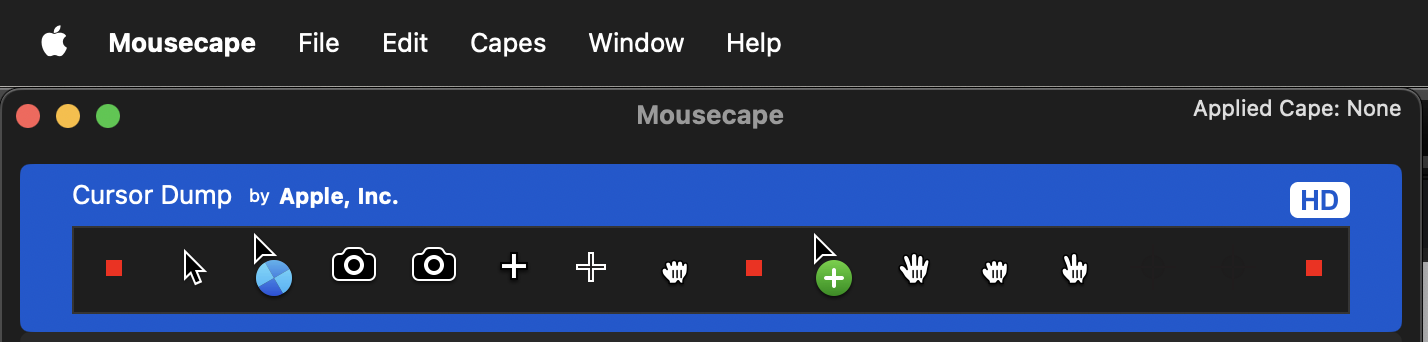 Mousecape File Edit Capes Window Help
Mousecape
Applied Cape: None
Cursor Dump by Apple, Inc.
HD